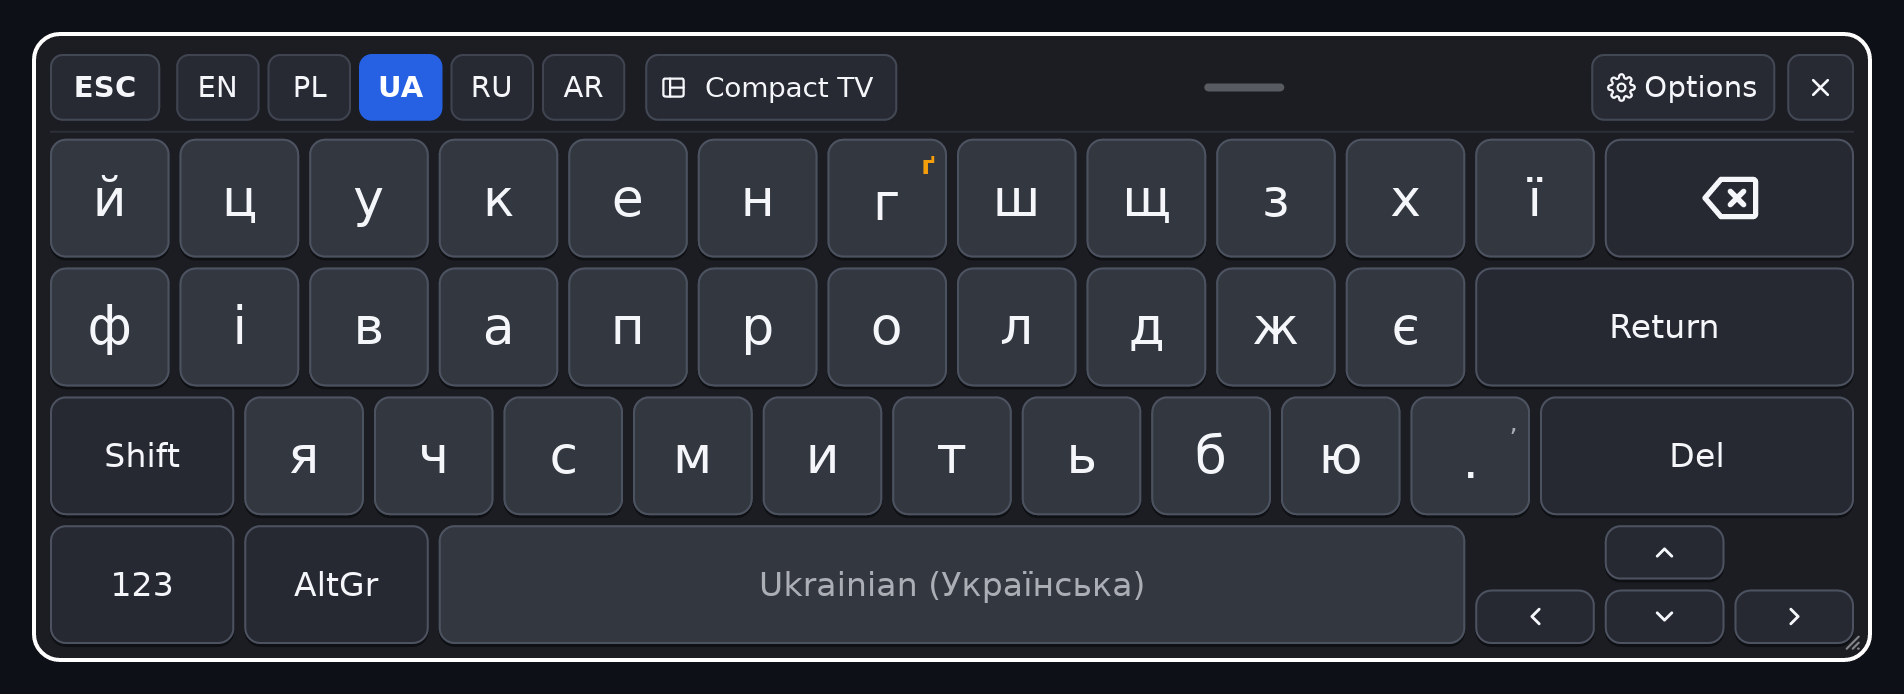 ESC EN PL UA RU AR Compact TV Options
й ц у к е н г ґ ш щ з х ї
ф і в а п р о л д ж є Return
Shift я ч с м и т ь б ю . , Del
123 AltGr Ukrainian (Українська)